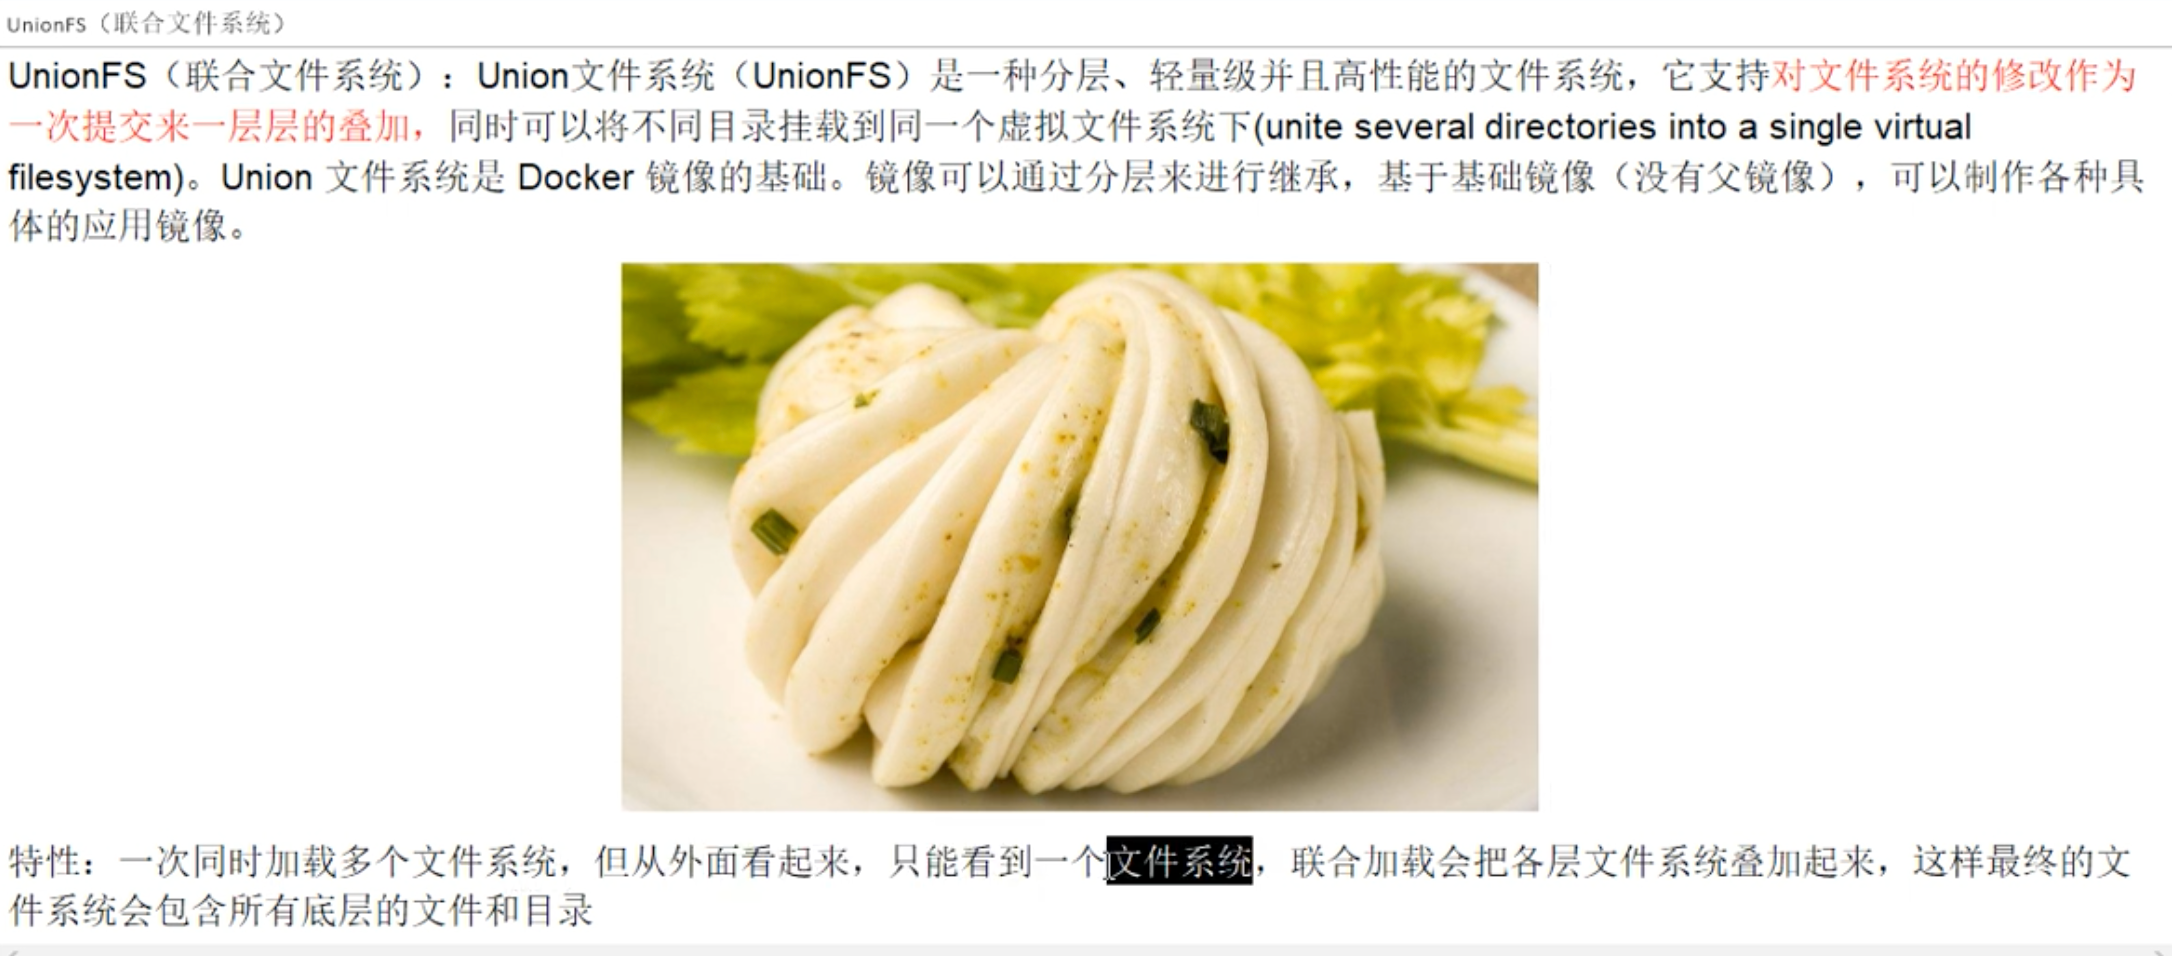 UnionFS（联合文件系统）
UnionFS（联合文件系统）：Union文件系统（UnionFS）是一种分层、轻量级并且高性能的文件系统，它支持对文件系统的修改作为
一次提交来一层层的叠加，同时可以将不同目录挂载到同一个虚拟文件系统下(unite several directories into a single virtual
filesystem)。Union 文件系统是 Docker 镜像的基础。镜像可以通过分层来进行继承，基于基础镜像（没有父镜像），可以制作各种具
体的应用镜像。
特性：一次同时加载多个文件系统，但从外面看起来，只能看到一个文件系统，联合加载会把各层文件系统叠加起来，这样最终的文
件系统会包含所有底层的文件和目录